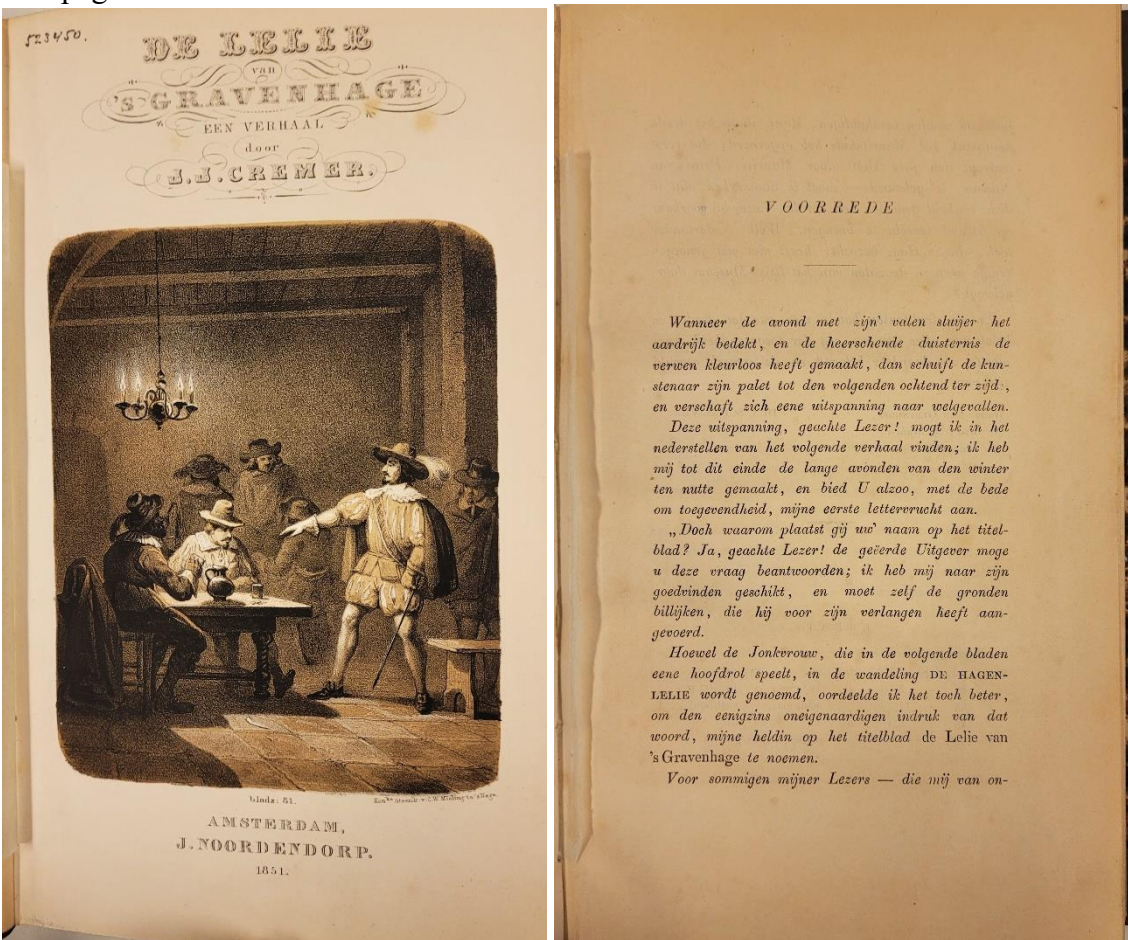 523450.
DE LELIE
van
'S GRAVENHAGE
EEN VERHAAL
door
J. J. CREMER.
bladz: 81.
AMSTERDAM,
J. NOORDENDORP.
1851.
VOORREDE
Wanneer de avond met zijn' valen sluijer het
aardrijk bedekt, en de heerschende duisternis de
verwen kleurloos heeft gemaakt, dan schuift de kun-
stenaar zijn palet tot den volgenden ochtend ter zijd',
en verschaft zich eene uitspanning naar welgevallen.
Deze uitspanning, geachte Lezer! mogt ik in het
nederstellen van het volgende verhaal vinden; ik heb
mij tot dit einde de lange avonden van den winter
ten nutte gemaakt, en bied U alzoo, met de bede
om toegevendheid, mijne eerste lettervrucht aan.
„Doch waarom plaatst gij uw' naam op het titel-
blad? Ja, geachte Lezer! de geëerde Uitgever moge
u deze vraag beantwoorden; ik heb mij naar zijn
goedvinden geschikt, en moet zelf de gronden
billijken, die hij voor zijn verlangen heeft aan-
gevoerd.
Hoewel de Jonkvrouw, die in de volgende bladen
eene hoofdrol speelt, in de wandeling DE HAGEN-
LELIE wordt genoemd, oordeelde ik het toch beter,
om den eenigzins oneigenaardigen indruk van dat
woord, mijne heldin op het titelblad de Lelie van
's Gravenhage te noemen.
Voor sommigen mijner Lezers — die mij van on-